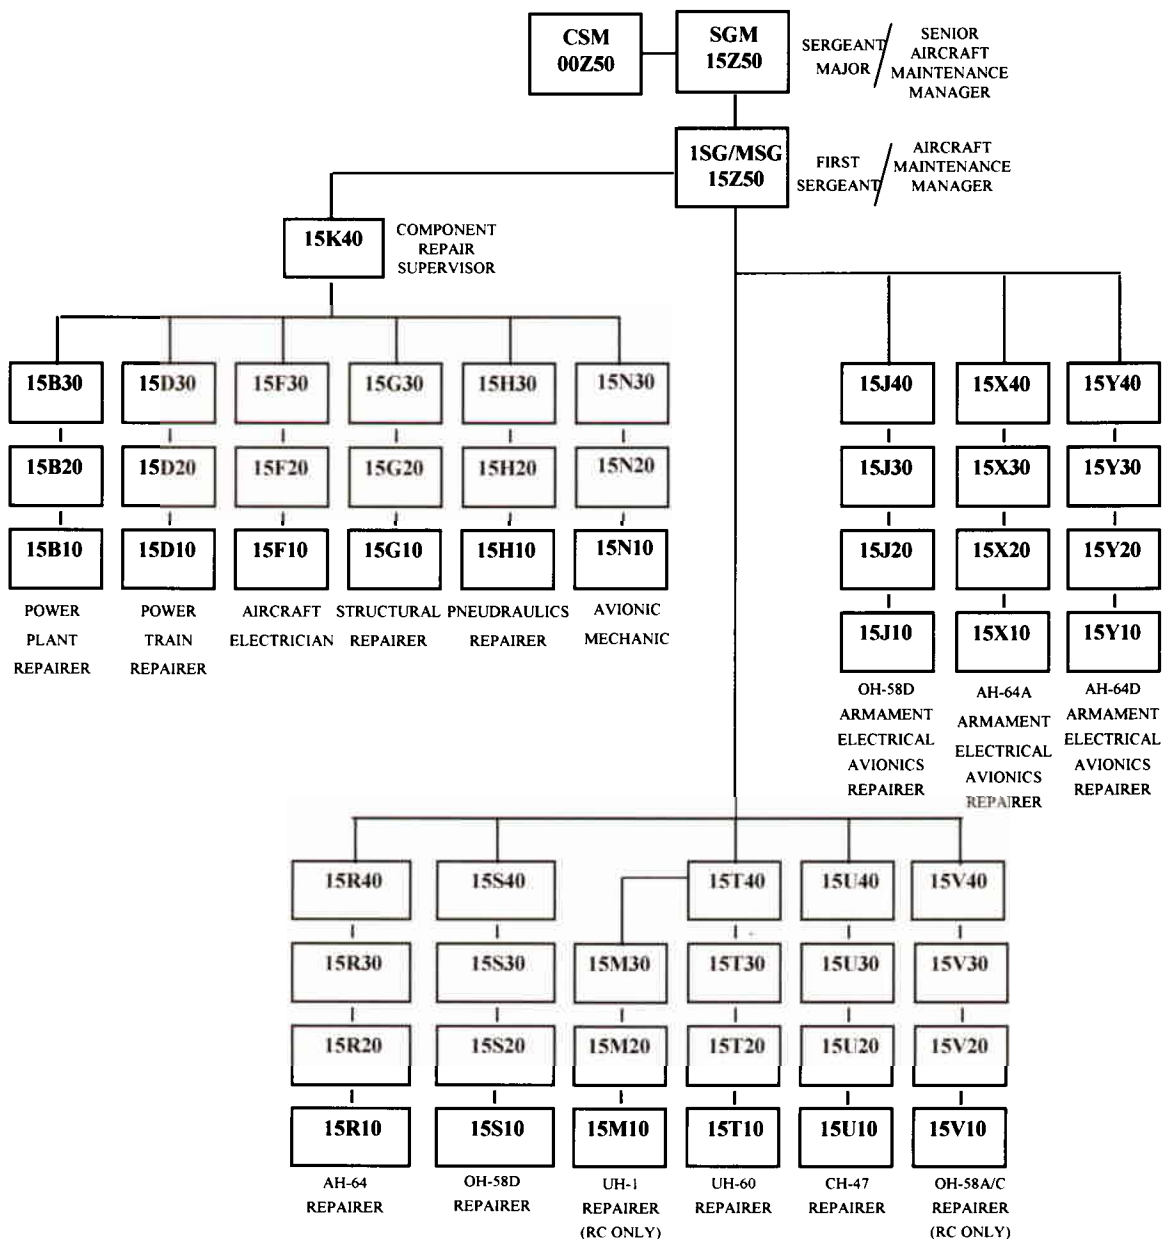 CSM
00Z50
SGM
15Z50
SERGEANT
MAJOR
SENIOR
AIRCRAFT
MAINTENANCE
MANAGER
1SG/MSG
15Z50
FIRST
SERGEANT
AIRCRAFT
MAINTENANCE
MANAGER
15K40
COMPONENT
REPAIR
SUPERVISOR
15B30 15D30 15F30 15G30 15H30 15N30
15B20 15D20 15F20 15G20 15H20 15N20
15B10 15D10 15F10 15G10 15H10 15N10
POWER
PLANT
REPAIRER
POWER
TRAIN
REPAIRER
AIRCRAFT
ELECTRICIAN
STRUCTURAL
REPAIRER
PNEUDRAULICS
REPAIRER
AVIONIC
MECHANIC
15J40 15X40 15Y40
15J30 15X30 15Y30
15J20 15X20 15Y20
15J10 15X10 15Y10
OH-58D
ARMAMENT
ELECTRICAL
AVIONICS
REPAIRER
AH-64A
ARMAMENT
ELECTRICAL
AVIONICS
REPAIRER
AH-64D
ARMAMENT
ELECTRICAL
AVIONICS
REPAIRER
15R40 15S40 15T40 15U40 15V40
15R30 15S30 15M30 15T30 15U30 15V30
15R20 15S20 15M20 15T20 15U20 15V20
15R10 15S10 15M10 15T10 15U10 15V10
AH-64
REPAIRER
OH-58D
REPAIRER
UH-1
REPAIRER
(RC ONLY)
UH-60
REPAIRER
CH-47
REPAIRER
OH-58A/C
REPAIRER
(RC ONLY)